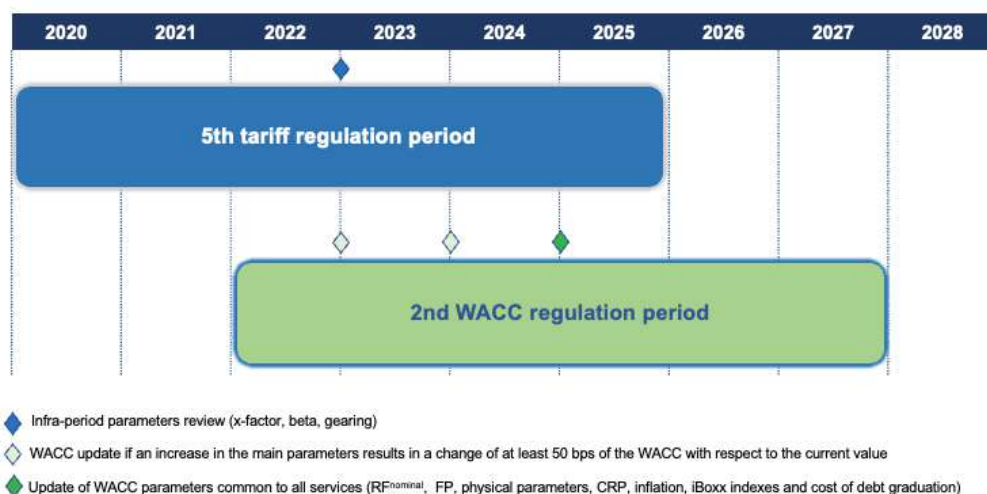 2020 2021 2022 2023 2024 2025 2026 2027 2028
5th tariff regulation period
2nd WACC regulation period
Infra-period parameters review (x-factor, beta, gearing)
WACC update if an increase in the main parameters results in a change of at least 50 bps of the WACC with respect to the current value
Update of WACC parameters common to all services (RFnominal, FP, physical parameters, CRP, inflation, iBoxx indexes and cost of debt graduation)